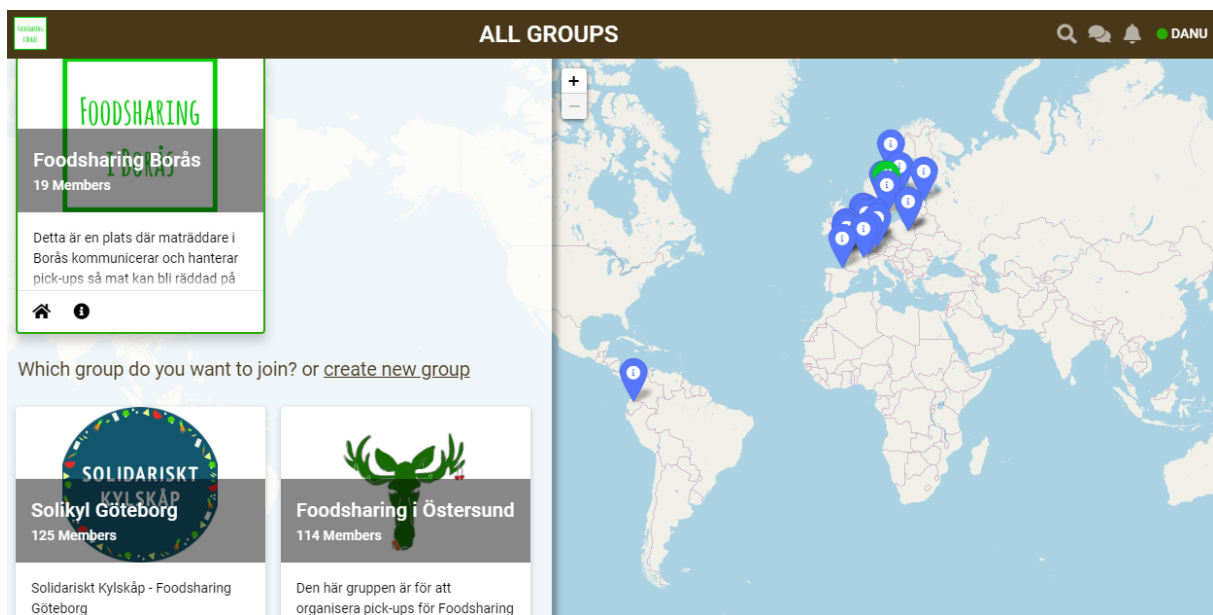 FOODSHARING
I BORÅS
ALL GROUPS
DANU
FOODSHARING
I BORÅS
Foodsharing Borås
19 Members
Detta är en plats där maträddare i
Borås kommunicerar och hanterar
pick-ups så mat kan bli räddad på
+
−
Which group do you want to join? or create new group
SOLIDARISKT
KYLSKÅP
Solikyl Göteborg
125 Members
Solidariskt Kylskåp - Foodsharing
Göteborg
Foodsharing i Östersund
114 Members
Den här gruppen är för att
organisera pick-ups för Foodsharing